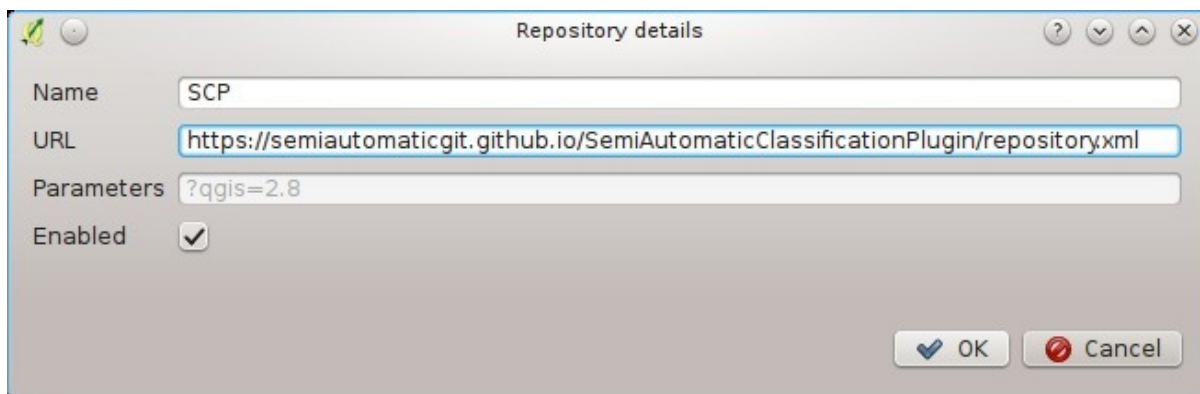 Repository details
Name SCP
URL https://semiautomaticgit.github.io/SemiAutomaticClassificationPlugin/repository.xml
Parameters ?qgis=2.8
Enabled
OK Cancel